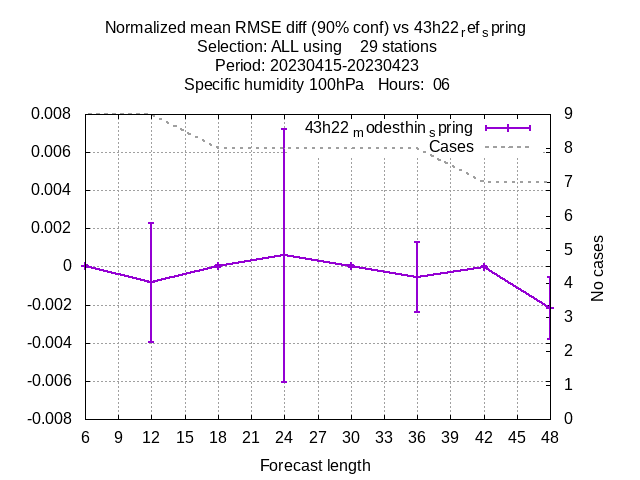 Normalized mean RMSE diff (90% conf) vs 43h22ref spring
Selection: ALL using 29 stations
Period: 20230415-20230423
Specific humidity 100hPa Hours: 06
43h22modesthinspring
Cases
0.008
0.006
0.004
0.002
0
-0.002
-0.004
-0.006
-0.008
9
8
7
6
5
4
3
2
1
0
No cases
6 9 12 15 18 21 24 27 30 33 36 39 42 45 48
Forecast length